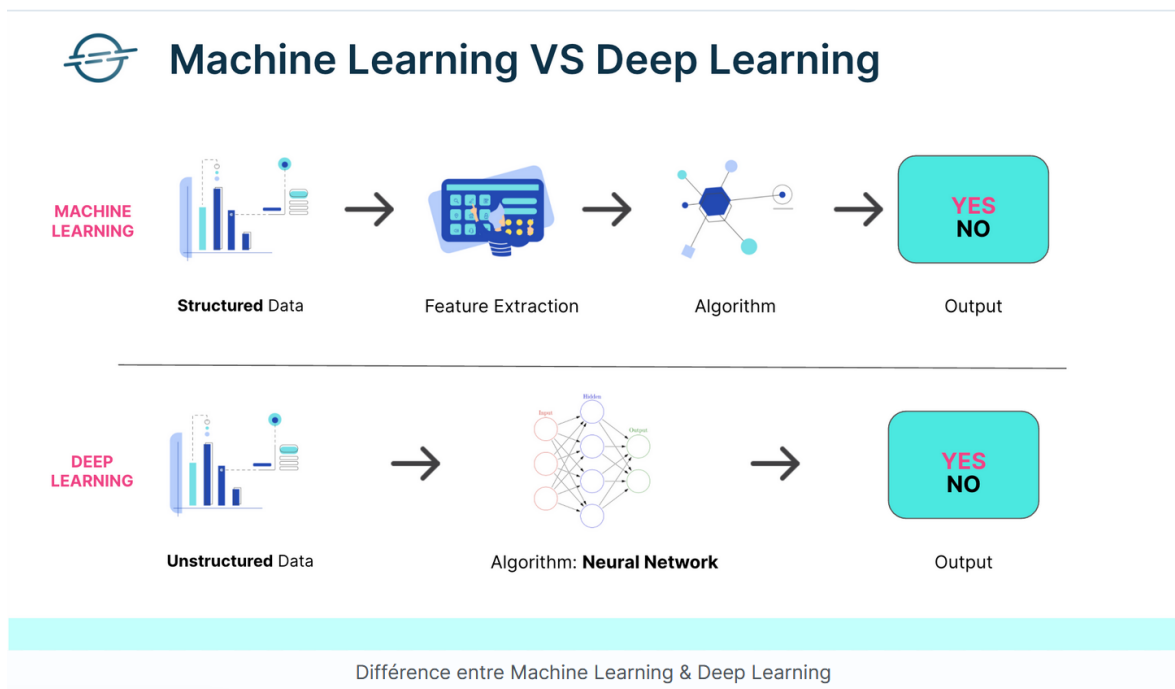 Machine Learning VS Deep Learning
MACHINE
LEARNING
YES
NO
Structured Data
Feature Extraction
Algorithm
Output
DEEP
LEARNING
Input
Hidden
Output
YES
NO
Unstructured Data
Algorithm: Neural Network
Output
Différence entre Machine Learning & Deep Learning